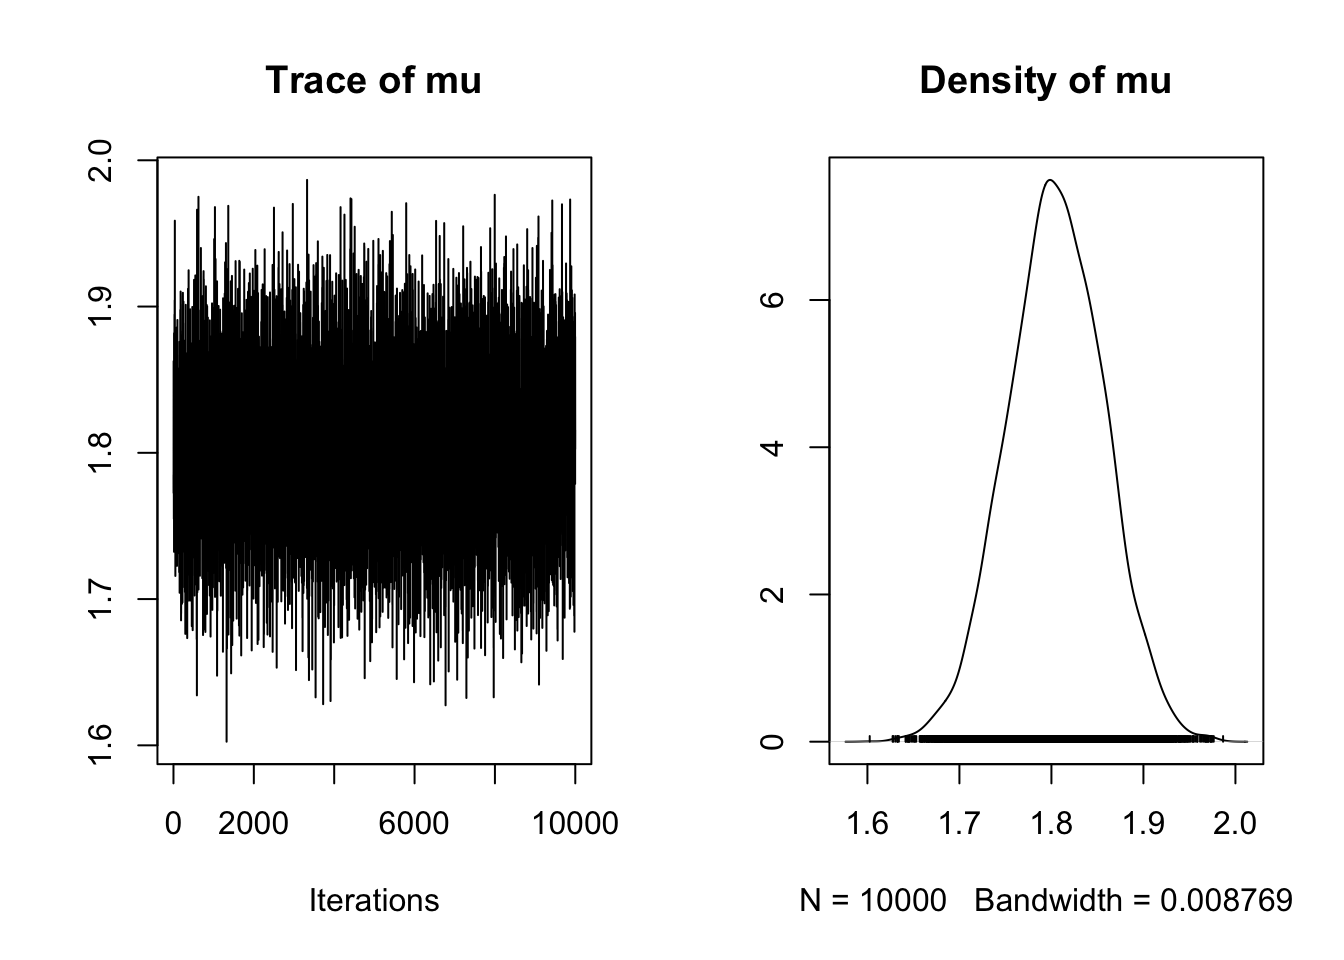 Trace of mu
2.0
1.9
1.8
1.7
1.6
0 2000 6000 10000
Iterations
Density of mu
6
4
2
0
1.6 1.7 1.8 1.9 2.0
N = 10000 Bandwidth = 0.008769